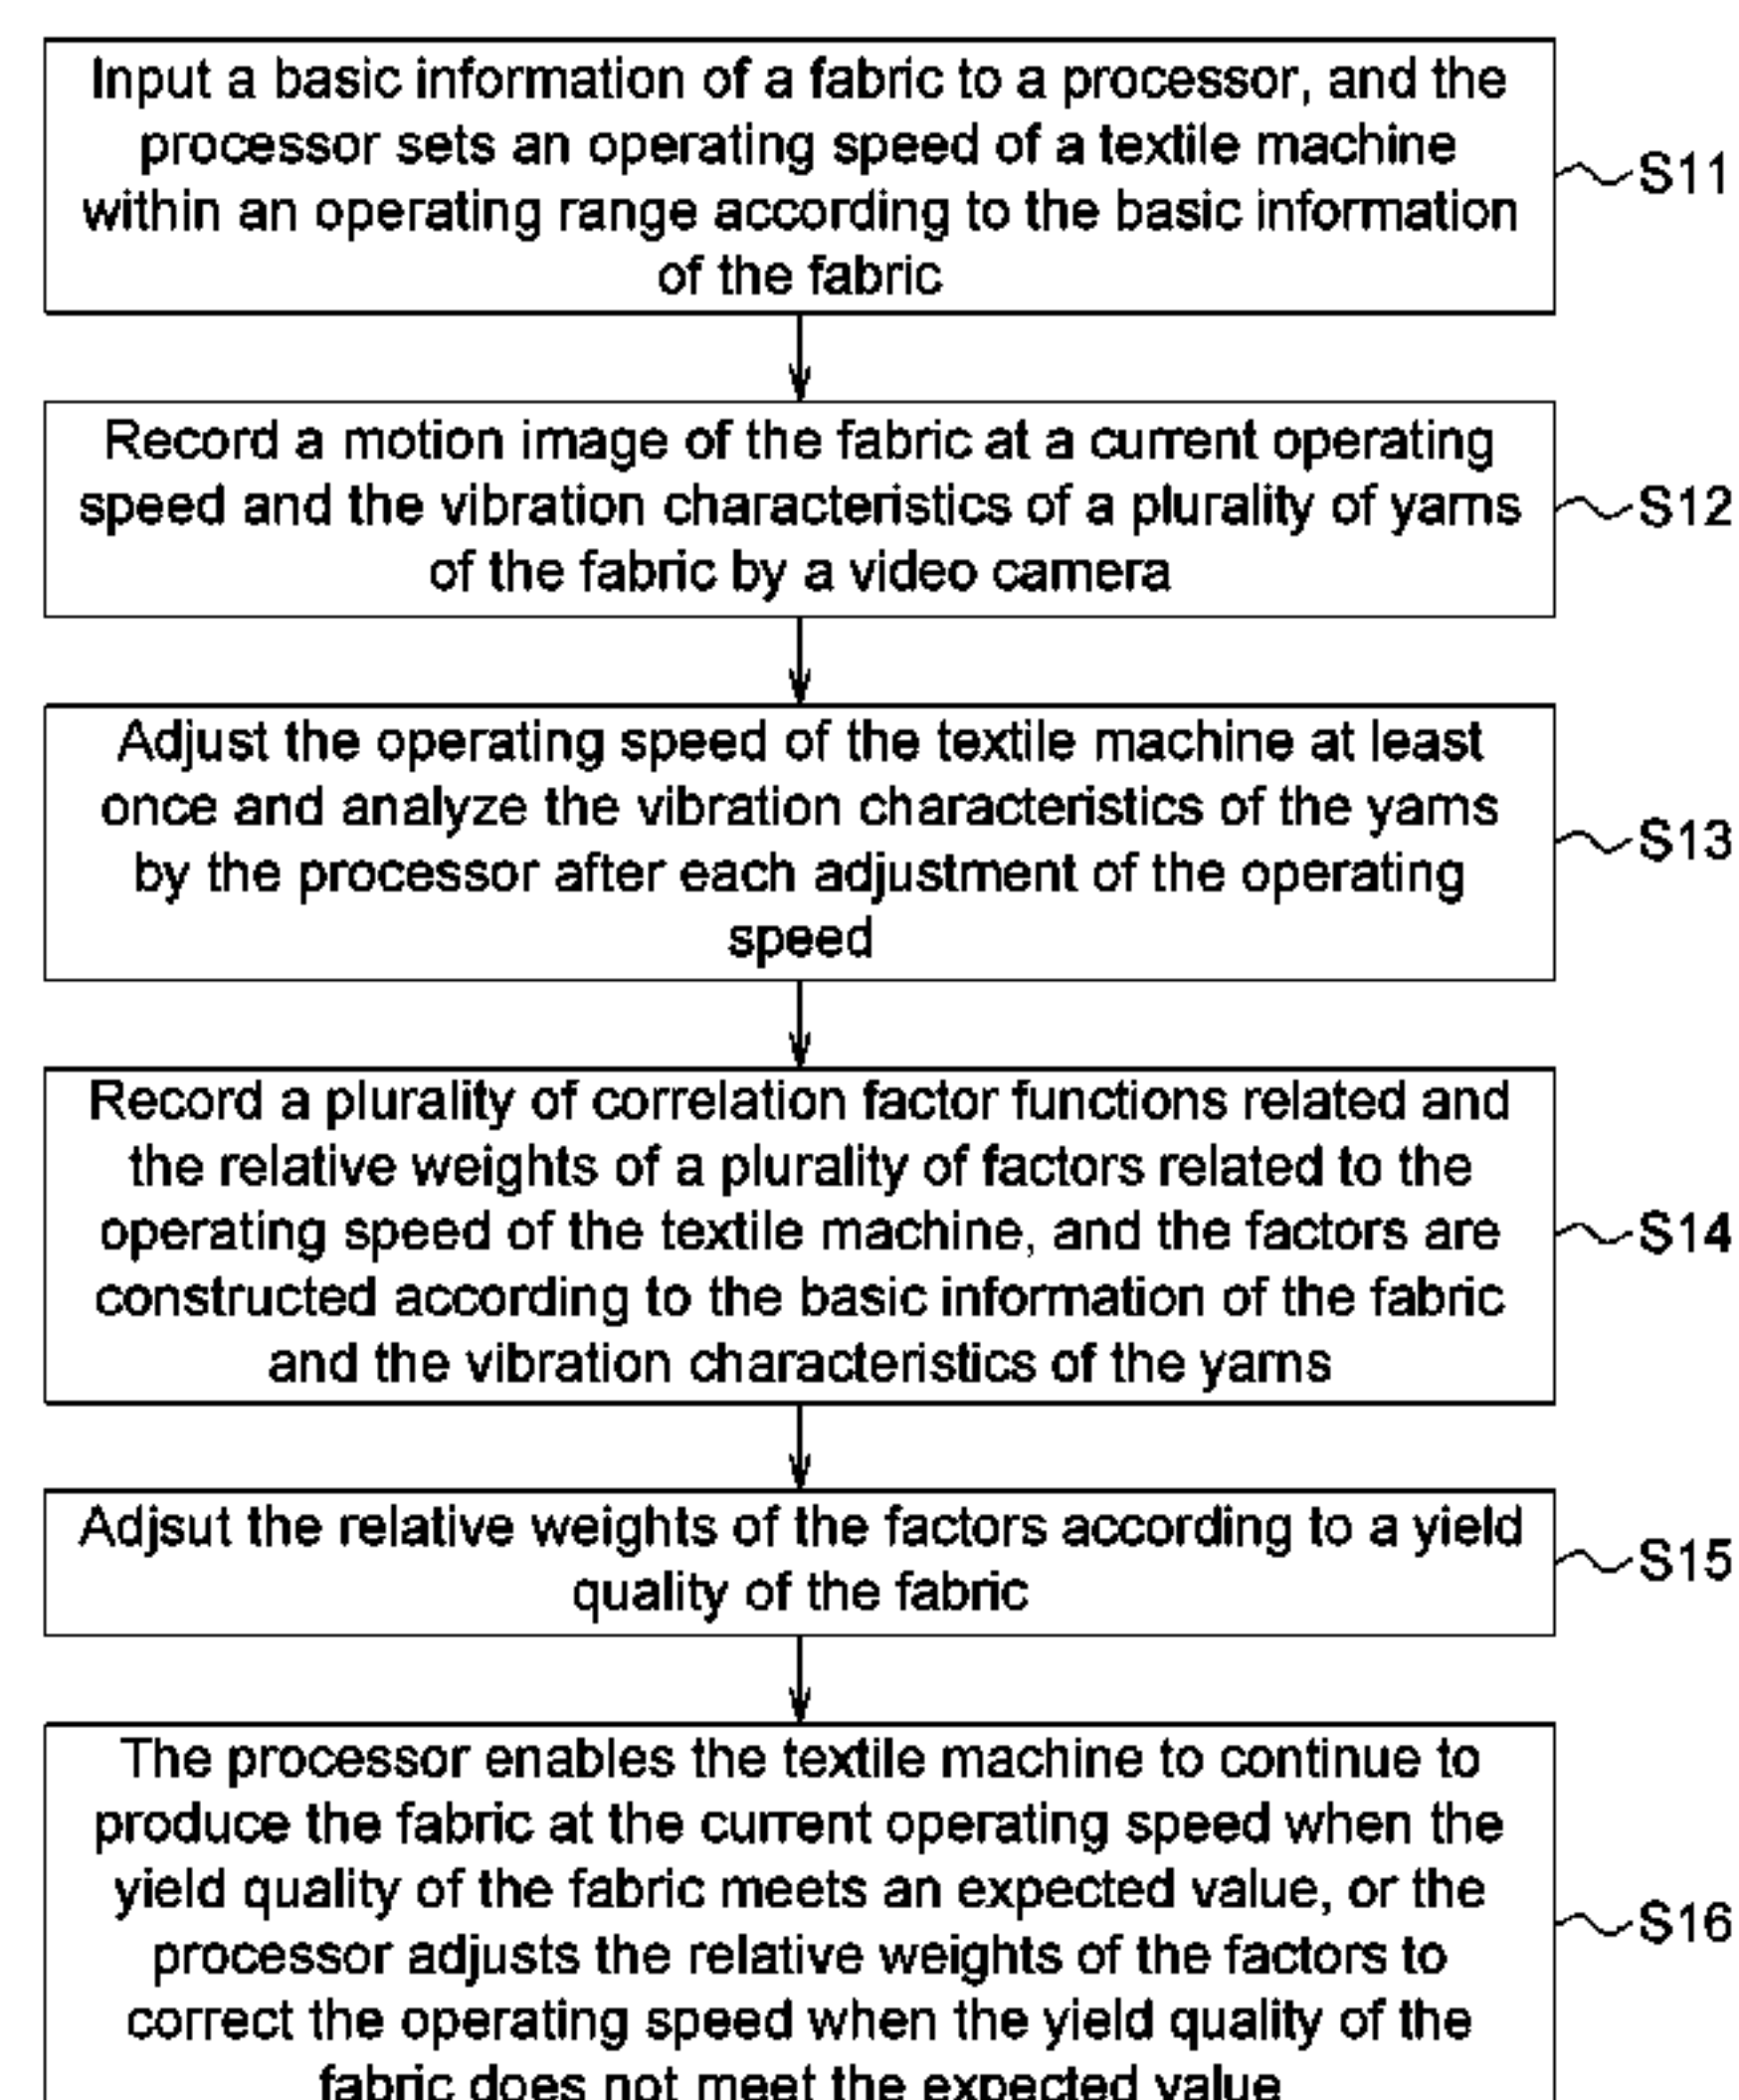 Input a basic information of a fabric to a processor, and the
processor sets an operating speed of a textile machine
within an operating range according to the basic information
of the fabric
S11
Record a motion image of the fabric at a current operating
speed and the vibration characteristics of a plurality of yarns
of the fabric by a video camera
S12
Adjust the operating speed of the textile machine at least
once and analyze the vibration characteristics of the yarns
by the processor after each adjustment of the operating
speed
S13
Record a plurality of correlation factor functions related and
the relative weights of a plurality of factors related to the
operating speed of the textile machine, and the factors are
constructed according to the basic information of the fabric
and the vibration characteristics of the yarns
S14
Adjsut the relative weights of the factors according to a yield
quality of the fabric
S15
The processor enables the textile machine to continue to
produce the fabric at the current operating speed when the
yield quality of the fabric meets an expected value, or the
processor adjusts the relative weights of the factors to
correct the operating speed when the yield quality of the
fabric does not meet the expected value
S16